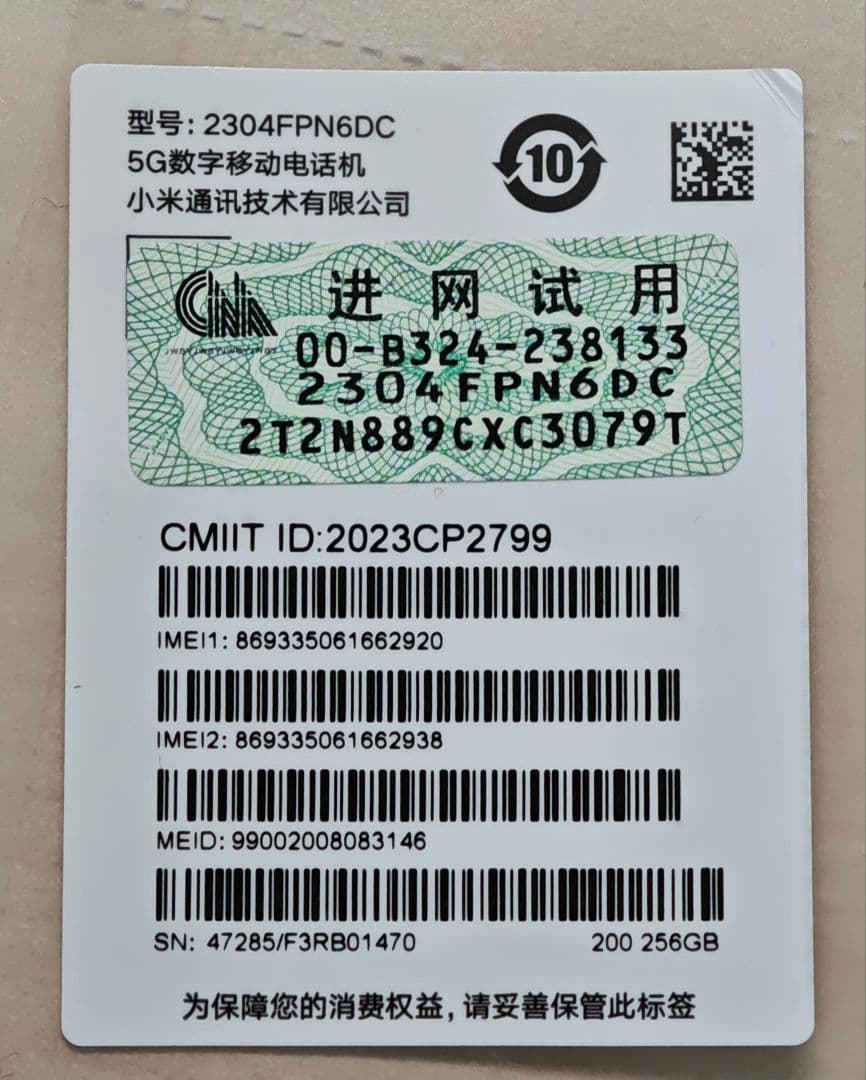 型号: 2304FPN6DC
5G数字移动电话机
小米通讯技术有限公司
10
CNA
进网试用
00-B324-238133
2304FPN6DC
2T2N889CXC3079T
CMIIT ID:2023CP2799
IMEI1: 869335061662920
IMEI2: 869335061662938
MEID: 99002008083146
SN: 47285/F3RB01470 200 256GB
为保障您的消费权益,请妥善保管此标签